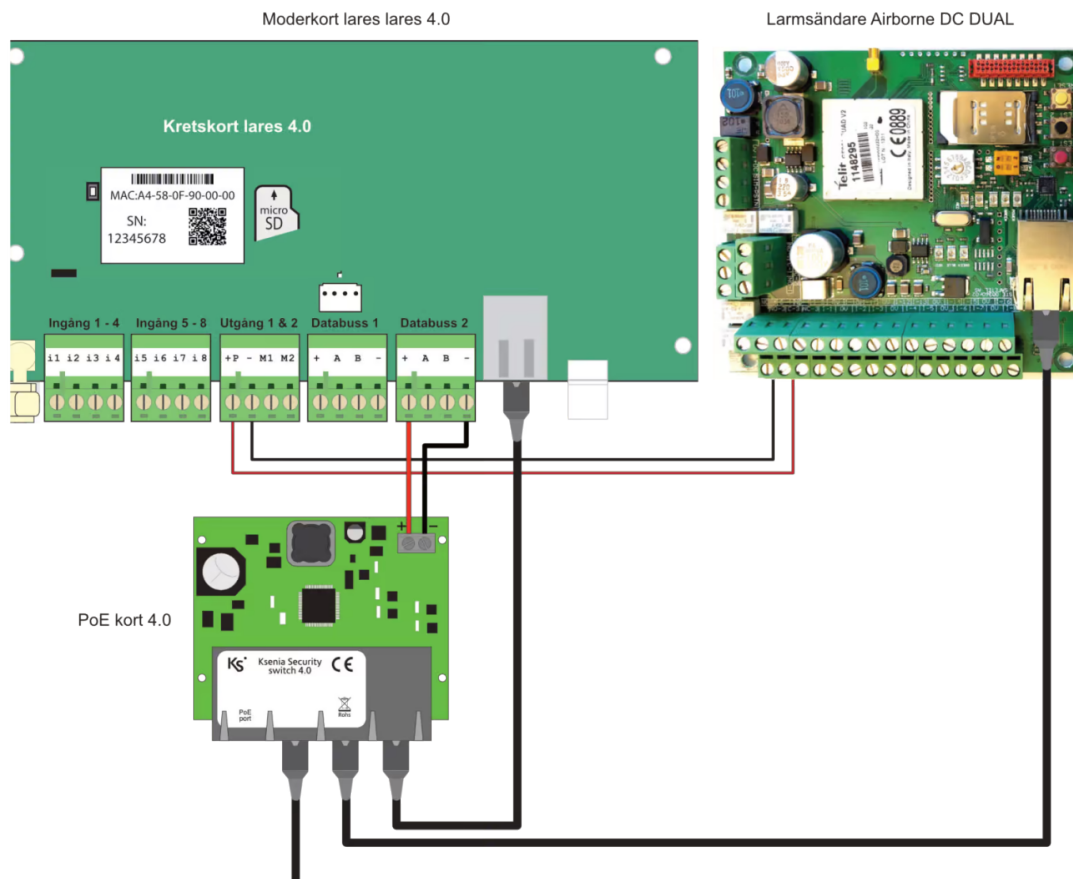 Moderkort lares lares 4.0
Larmsändare Airborne DC DUAL
Kretskort lares 4.0
MAC:A4-58-0F-90-00-00
SN:
12345678
micro
SD
Telit
1148295
CE0889
101
Ingång 1 - 4
Ingång 5 - 8
Utgång 1 & 2
Databuss 1
Databuss 2
i1 i2 i3 i4
i5 i6 i7 i8
+P - M1 M2
+ A B -
+ A B -
+ -
PoE kort 4.0
KS
Ksenia Security
switch 4.0
CE
PoE
port
RoHS